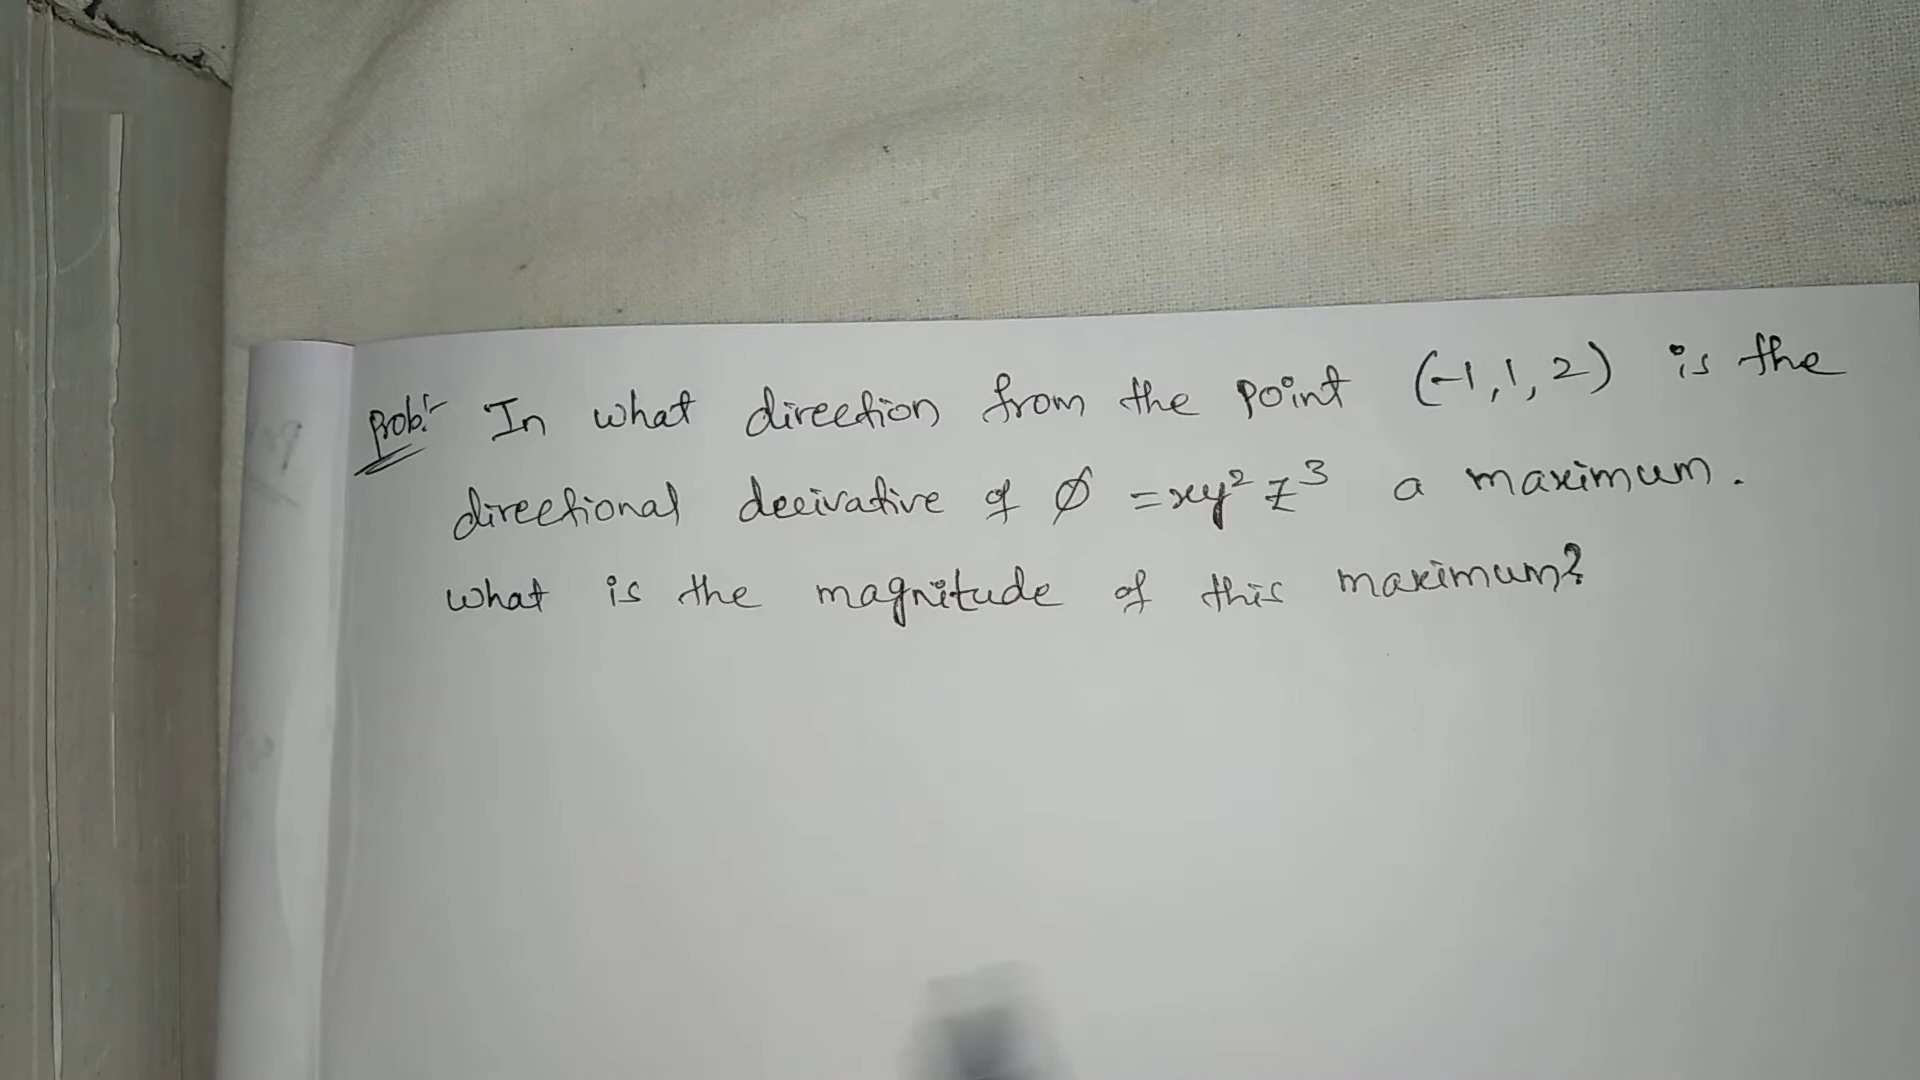 Prob:- In what direction from the point (-1, 1, 2) is the
directional derivative of Ø = xy² z³ a maximum.
what is the magnitude of this maximum?